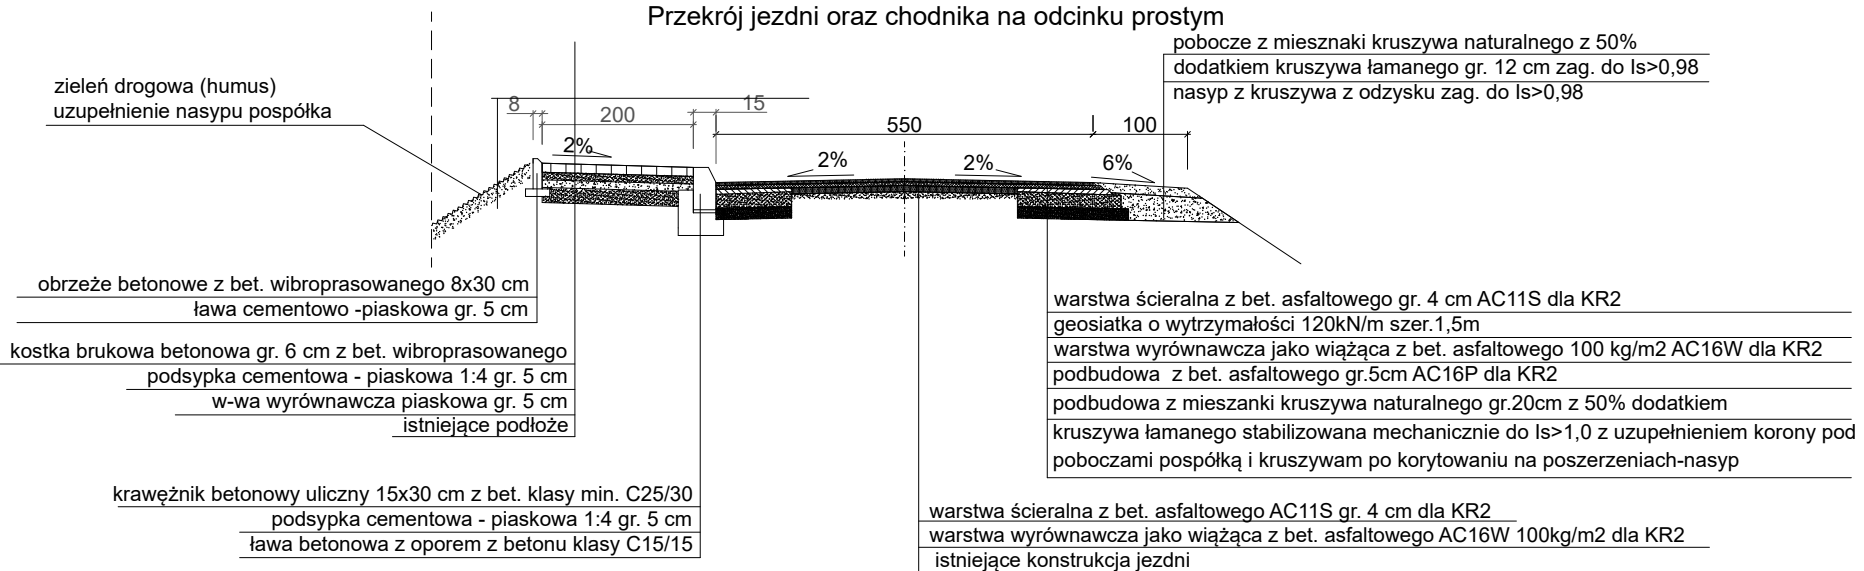 Przekrój jezdni oraz chodnika na odcinku prostym
pobocze z miesznaki kruszywa naturalnego z 50%
dodatkiem kruszywa łamanego gr. 12 cm zag. do Is>0,98
nasyp z kruszywa z odzysku zag. do Is>0,98
zieleń drogowa (humus)
uzupełnienie nasypu pospółka
8
200
15
550
100
2%
2%
2%
6%
obrzeże betonowe z bet. wibroprasowanego 8x30 cm
ława cementowo -piaskowa gr. 5 cm
kostka brukowa betonowa gr. 6 cm z bet. wibroprasowanego
podsypka cementowa - piaskowa 1:4 gr. 5 cm
w-wa wyrównawcza piaskowa gr. 5 cm
istniejące podłoże
krawężnik betonowy uliczny 15x30 cm z bet. klasy min. C25/30
podsypka cementowa - piaskowa 1:4 gr. 5 cm
ława betonowa z oporem z betonu klasy C15/15
warstwa ścieralna z bet. asfaltowego gr. 4 cm AC11S dla KR2
geosiatka o wytrzymałości 120kN/m szer.1,5m
warstwa wyrównawcza jako wiążąca z bet. asfaltowego 100 kg/m2 AC16W dla KR2
podbudowa z bet. asfaltowego gr.5cm AC16P dla KR2
podbudowa z mieszanki kruszywa naturalnego gr.20cm z 50% dodatkiem
kruszywa łamanego stabilizowana mechanicznie do Is>1,0 z uzupełnieniem korony pod
poboczami pospółką i kruszywam po korytowaniu na poszerzeniach-nasyp
warstwa ścieralna z bet. asfaltowego AC11S gr. 4 cm dla KR2
warstwa wyrównawcza jako wiążąca z bet. asfaltowego AC16W 100kg/m2 dla KR2
istniejące konstrukcja jezdni